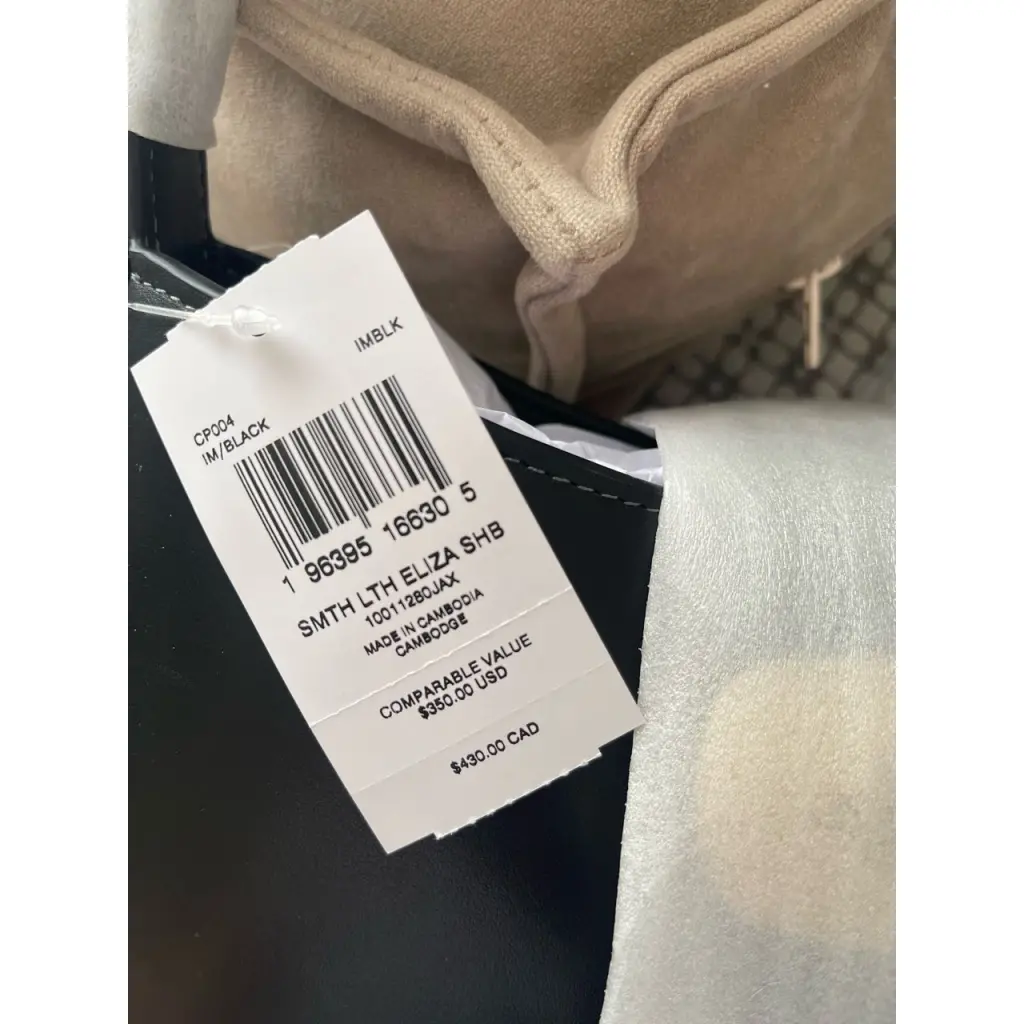 IMBLK
CP004
IM/BLACK
1 96395 16630 5
SMTH LTH ELIZA SHB
10011280JAX
MADE IN CAMBODIA
CAMBODGE
COMPARABLE VALUE
$350.00 USD
$430.00 CAD